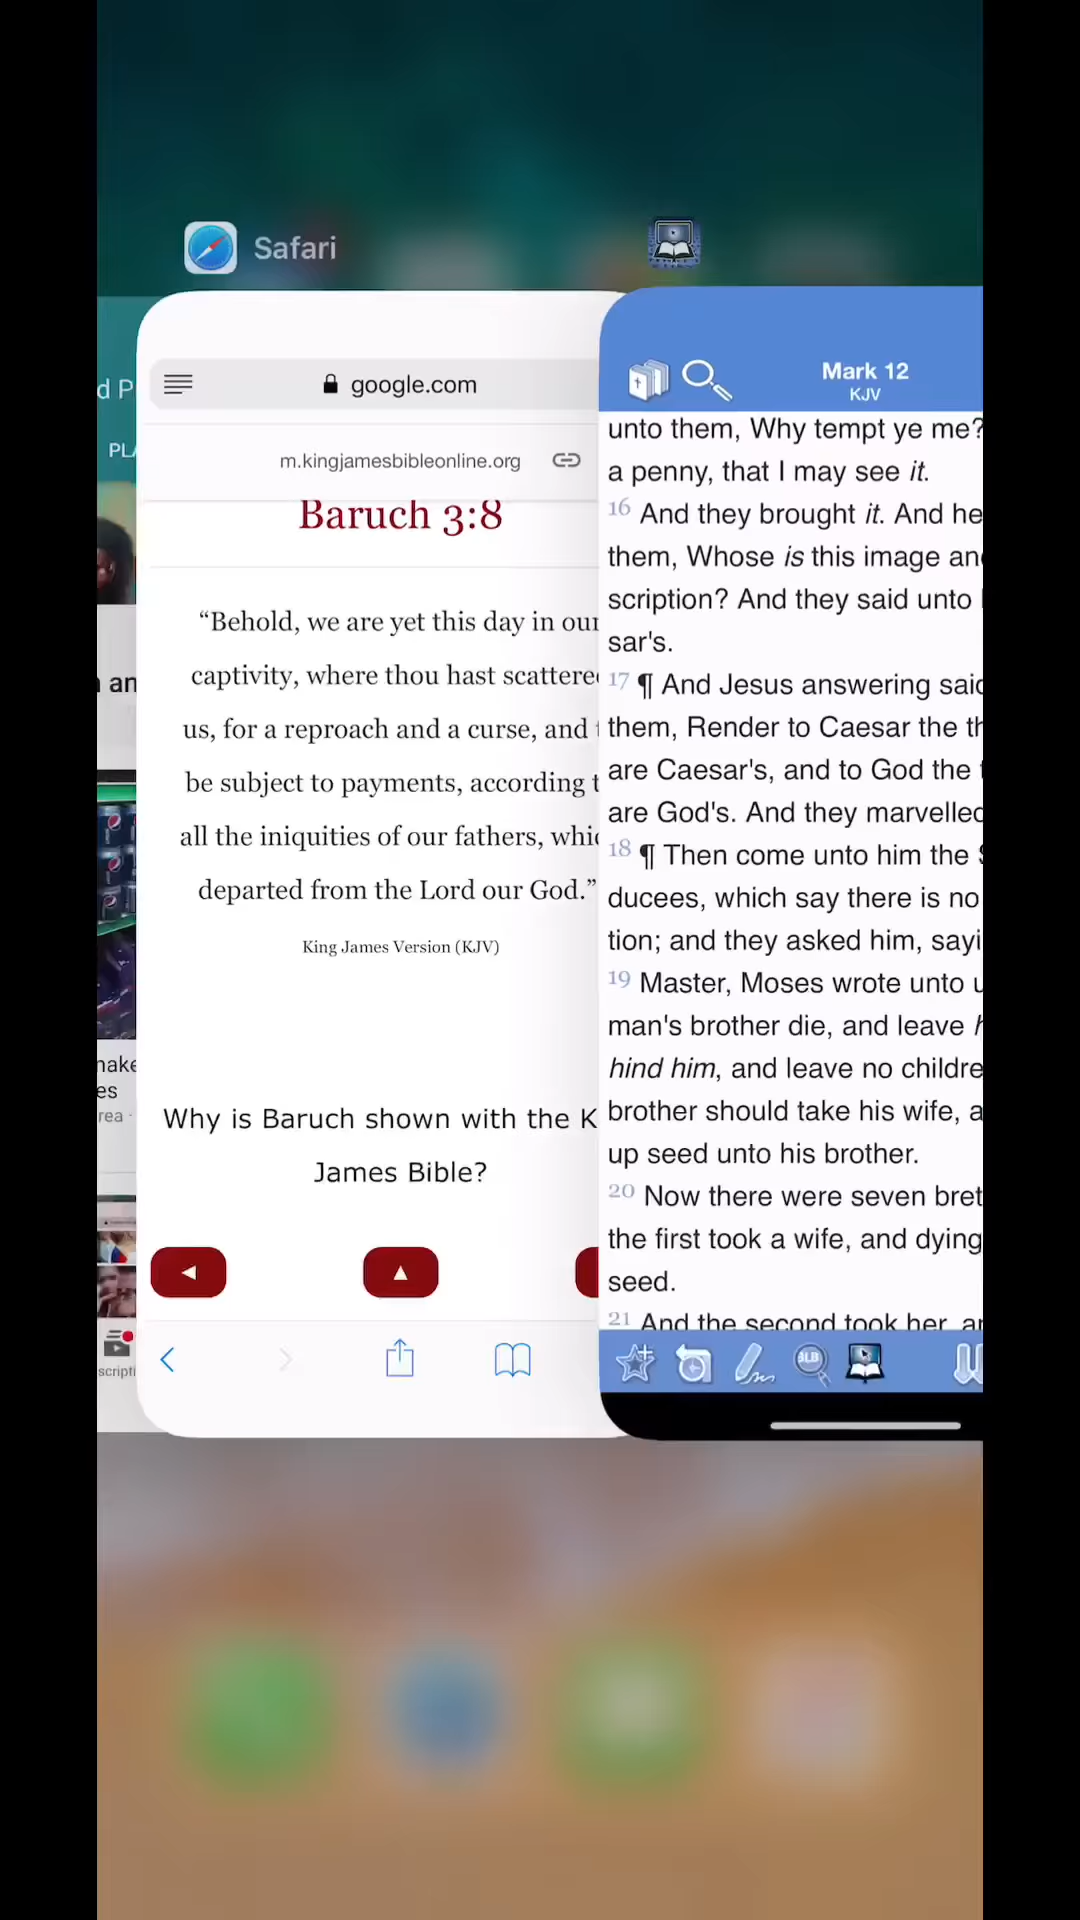 Safari
d P
PLA
an
nake
es
rea ·
scripti
google.com
m.kingjamesbibleonline.org
Baruch 3:8
“Behold, we are yet this day in our
captivity, where thou hast scattere
us, for a reproach and a curse, and
be subject to payments, according t
all the iniquities of our fathers, whic
departed from the Lord our God.”
King James Version (KJV)
Why is Baruch shown with the K
James Bible?
Mark 12
KJV
unto them, Why tempt ye me?
a penny, that I may see it.
16 And they brought it. And he
them, Whose is this image an
scription? And they said unto
sar's.
17 ¶ And Jesus answering said
them, Render to Caesar the th
are Caesar's, and to God the
are God's. And they marvelled
18 ¶ Then come unto him the S
ducees, which say there is no
tion; and they asked him, sayi
19 Master, Moses wrote unto u
man's brother die, and leave h
hind him, and leave no childre
brother should take his wife, a
up seed unto his brother.
20 Now there were seven bret
the first took a wife, and dying
seed.
21 And the second took her, an
BLB